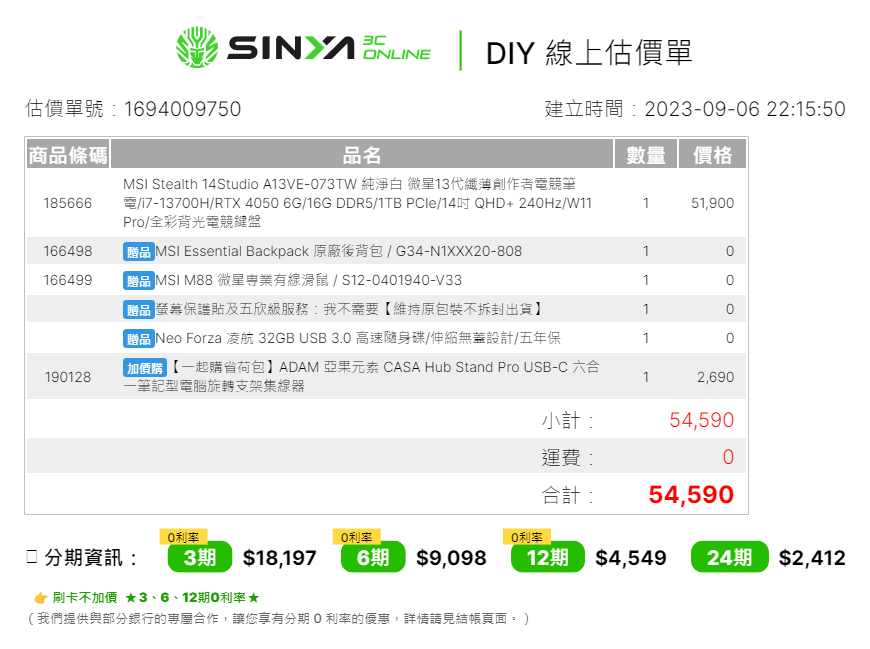 SINYA 3C ONLINE
DIY 線上估價單
估價單號：1694009750
建立時間：2023-09-06 22:15:50
商品條碼 品名 數量 價格
MSI Stealth 14Studio A13VE-073TW 純淨白 微星13代纖薄創作者電競筆
185666 電/i7-13700H/RTX 4050 6G/16G DDR5/1TB PCIe/14吋 QHD+ 240Hz/W11 1 51,900
Pro/全彩背光電競鍵盤
166498 贈品 MSI Essential Backpack 原廠後背包 / G34-N1XXX20-808 1 0
166499 贈品 MSI M88 微星專業有線滑鼠 / S12-0401940-V33 1 0
贈品 螢幕保護貼及五欣級服務：我不需要【維持原包裝不拆封出貨】 1 0
贈品 Neo Forza 凌航 32GB USB 3.0 高速隨身碟/伸縮無蓋設計/五年保 1 0
190128 加價購 【一起購省荷包】ADAM 亞果元素 CASA Hub Stand Pro USB-C 六合 1 2,690
一筆記型電腦旋轉支架集線器
小計： 54,590
運費： 0
合計： 54,590
分期資訊：
0利率 3期 $18,197
0利率 6期 $9,098
0利率 12期 $4,549
24期 $2,412
👉 刷卡不加價 ★3、6、12期0利率★
（我們提供與部分銀行的專屬合作，讓您享有分期 0 利率的優惠，詳情請見結帳頁面。）